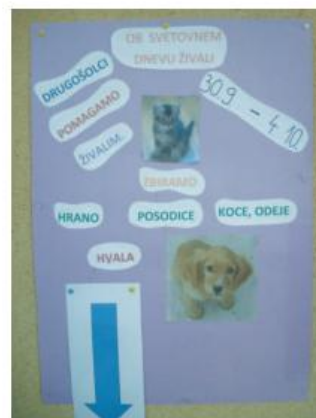 OB SVETOVNEM
DNEVU ŽIVALI
DRUGOŠOLCI
POMAGAMO
ŽIVALIM.
30.9 – 4.10.
ZBIRAMO
HRANO
POSODICE
KOCE, ODEJE
HVALA